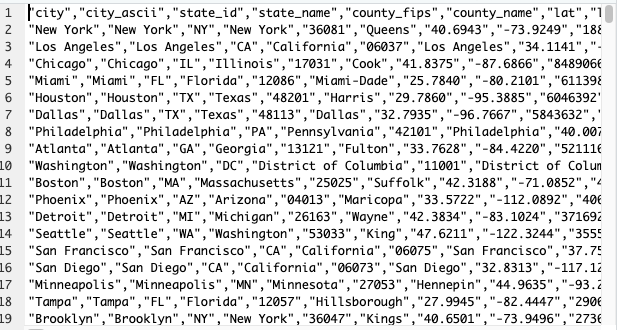 1 "city","city_ascii","state_id","state_name","county_fips","county_name","lat","l
2 "New York","New York","NY","New York","36081","Queens","40.6943","-73.9249","188
3 "Los Angeles","Los Angeles","CA","California","06037","Los Angeles","34.1141","-
4 "Chicago","Chicago","IL","Illinois","17031","Cook","41.8375","-87.6866","8489066
5 "Miami","Miami","FL","Florida","12086","Miami-Dade","25.7840","-80.2101","611398
6 "Houston","Houston","TX","Texas","48201","Harris","29.7860","-95.3885","6046392"
7 "Dallas","Dallas","TX","Texas","48113","Dallas","32.7935","-96.7667","5843632","
8 "Philadelphia","Philadelphia","PA","Pennsylvania","42101","Philadelphia","40.007
9 "Atlanta","Atlanta","GA","Georgia","13121","Fulton","33.7628","-84.4220","521116
10 "Washington","Washington","DC","District of Columbia","11001","District of Colum
11 "Boston","Boston","MA","Massachusetts","25025","Suffolk","42.3188","-71.0852","4
12 "Phoenix","Phoenix","AZ","Arizona","04013","Maricopa","33.5722","-112.0892","406
13 "Detroit","Detroit","MI","Michigan","26163","Wayne","42.3834","-83.1024","371692
14 "Seattle","Seattle","WA","Washington","53033","King","47.6211","-122.3244","3555
15 "San Francisco","San Francisco","CA","California","06075","San Francisco","37.75
16 "San Diego","San Diego","CA","California","06073","San Diego","32.8313","-117.12
17 "Minneapolis","Minneapolis","MN","Minnesota","27053","Hennepin","44.9635","-93.2
18 "Tampa","Tampa","FL","Florida","12057","Hillsborough","27.9945","-82.4447","2906
19 "Brooklyn","Brooklyn","NY","New York","36047","Kings","40.6501","-73.9496","2736